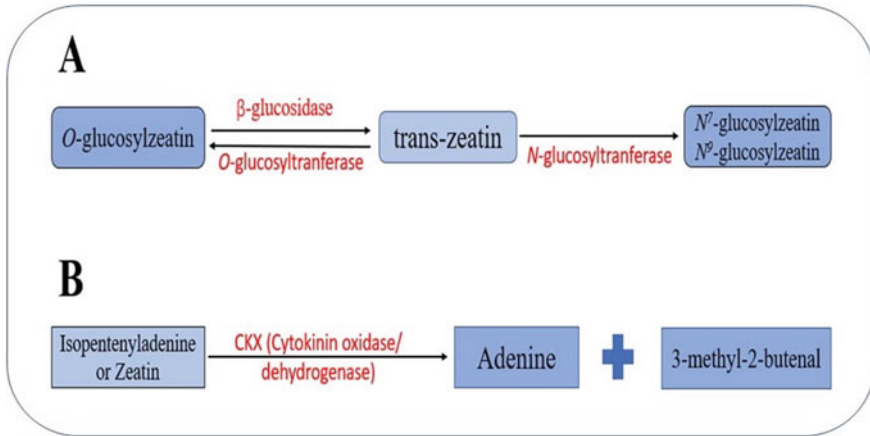 A
O-glucosylzeatin
β-glucosidase
O-glucosyltranferase
trans-zeatin
N-glucosyltranferase
N⁷-glucosylzeatin
N⁹-glucosylzeatin
B
Isopentenyladenine
or Zeatin
CKX (Cytokinin oxidase/
dehydrogenase)
Adenine
3-methyl-2-butenal